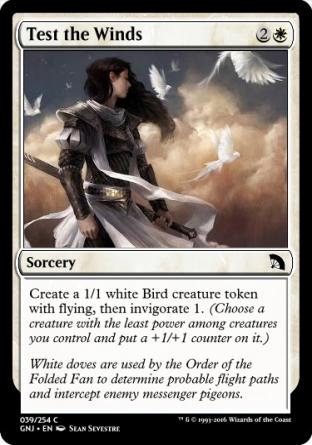 Test the Winds 2
Sorcery
Create a 1/1 white Bird creature token
with flying, then invigorate 1. (Choose a
creature with the least power among creatures
you control and put a +1/+1 counter on it.)
White doves are used by the Order of the
Folded Fan to determine probable flight paths
and intercept enemy messenger pigeons.
039/254 C
™ & © 1993-2016 Wizards of the Coast
GNJ • EN Sean Sevestre